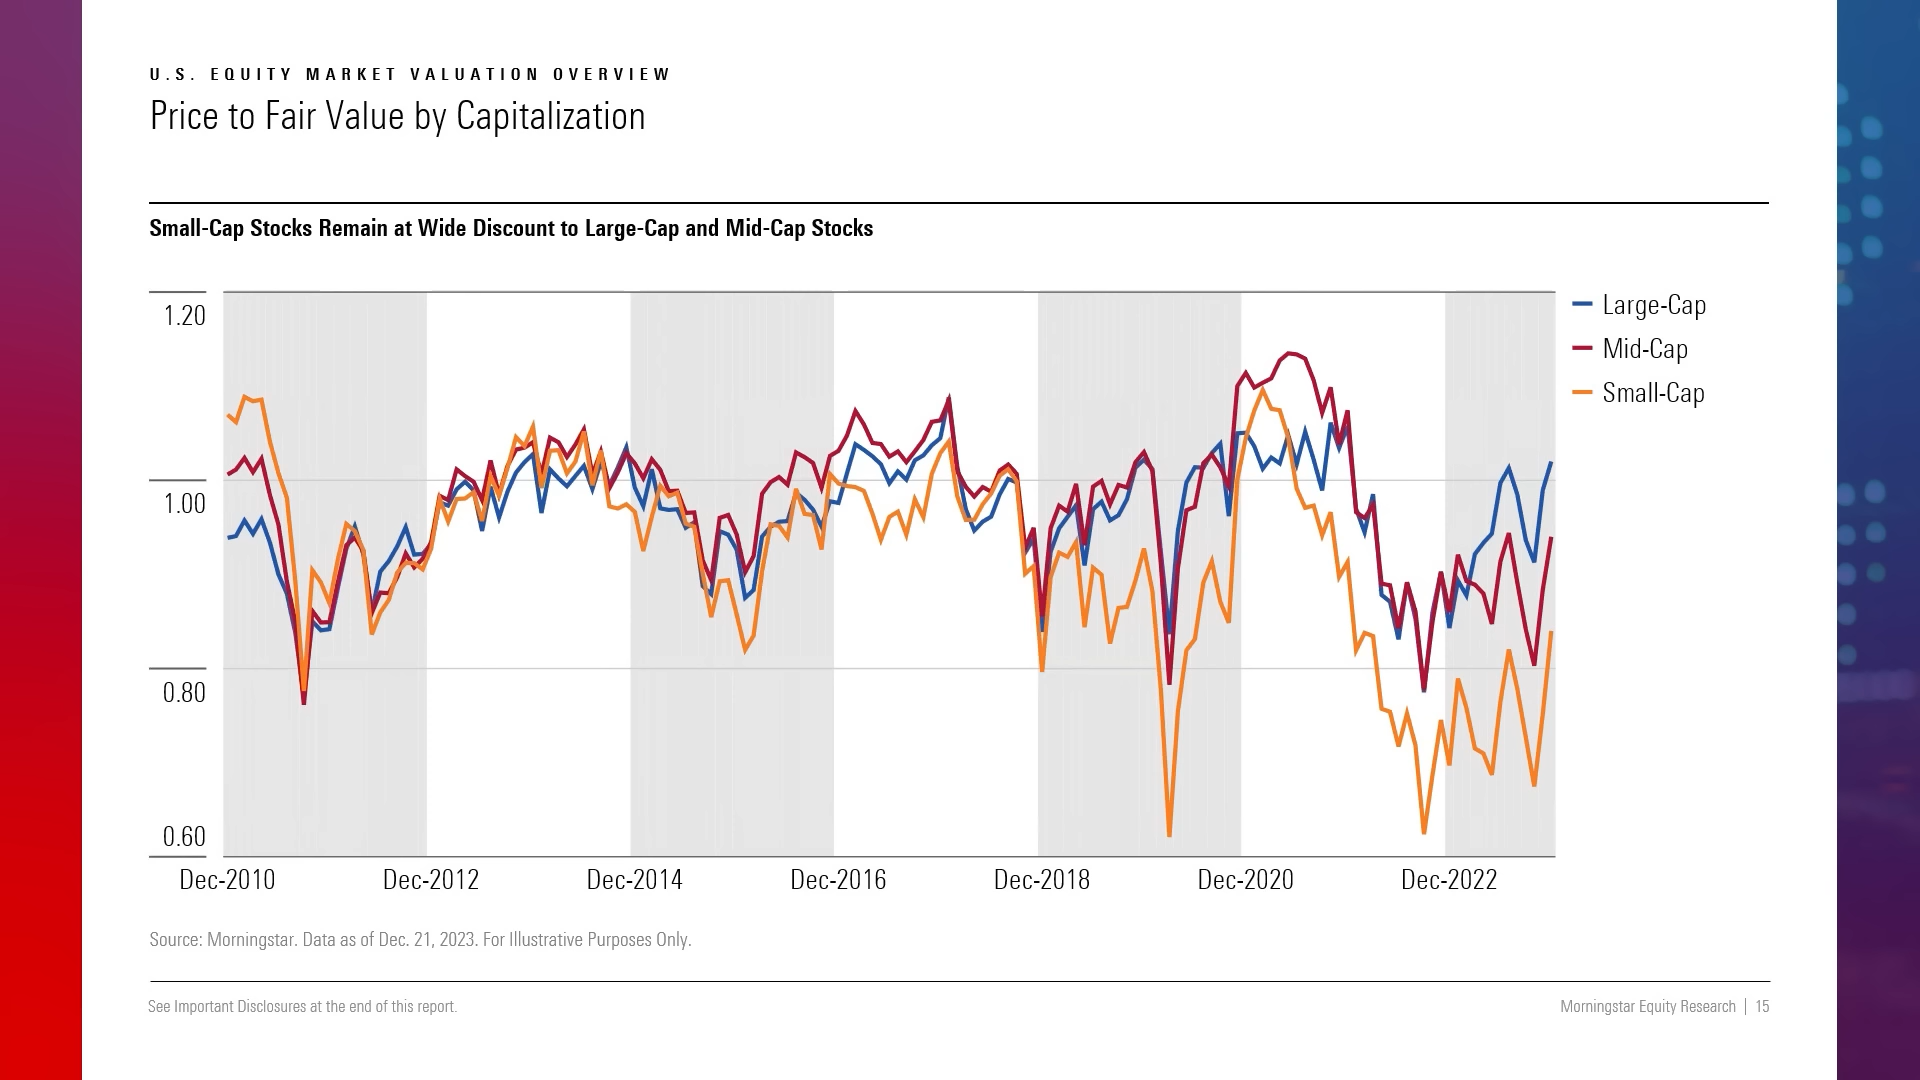 U.S. EQUITY MARKET VALUATION OVERVIEW
Price to Fair Value by Capitalization
Small-Cap Stocks Remain at Wide Discount to Large-Cap and Mid-Cap Stocks
1.20
1.00
0.80
0.60
Large-Cap
Mid-Cap
Small-Cap
Dec-2010 Dec-2012 Dec-2014 Dec-2016 Dec-2018 Dec-2020 Dec-2022
Source: Morningstar. Data as of Dec. 21, 2023. For Illustrative Purposes Only.
See Important Disclosures at the end of this report.
Morningstar Equity Research | 15